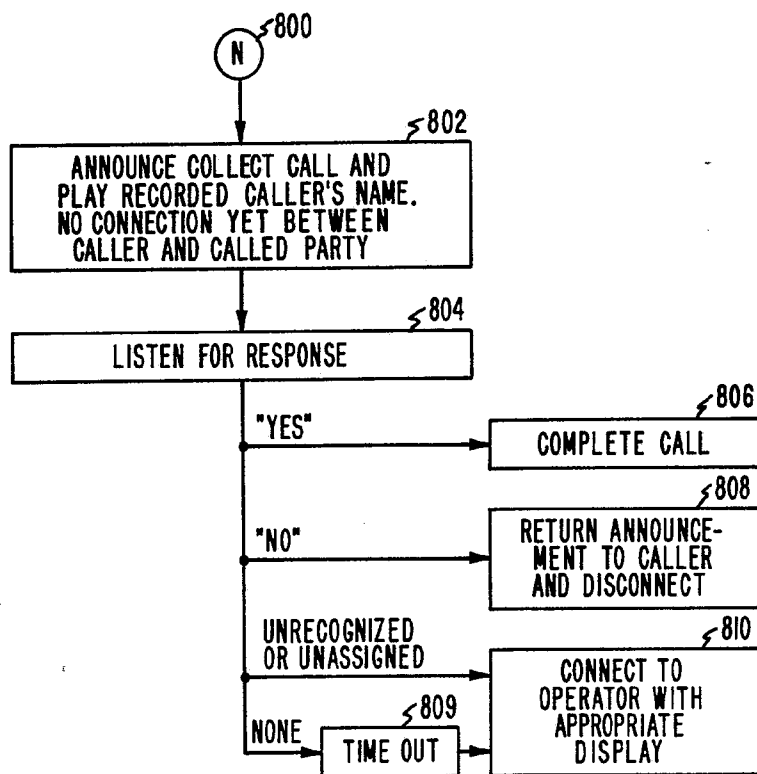 800
N
802
ANNOUNCE COLLECT CALL AND
PLAY RECORDED CALLER'S NAME.
NO CONNECTION YET BETWEEN
CALLER AND CALLED PARTY
804
LISTEN FOR RESPONSE
"YES"
806
COMPLETE CALL
808
"NO"
RETURN ANNOUNCE-
MENT TO CALLER
AND DISCONNECT
UNRECOGNIZED
OR UNASSIGNED
810
CONNECT TO
OPERATOR WITH
APPROPRIATE
DISPLAY
NONE
809
TIME OUT